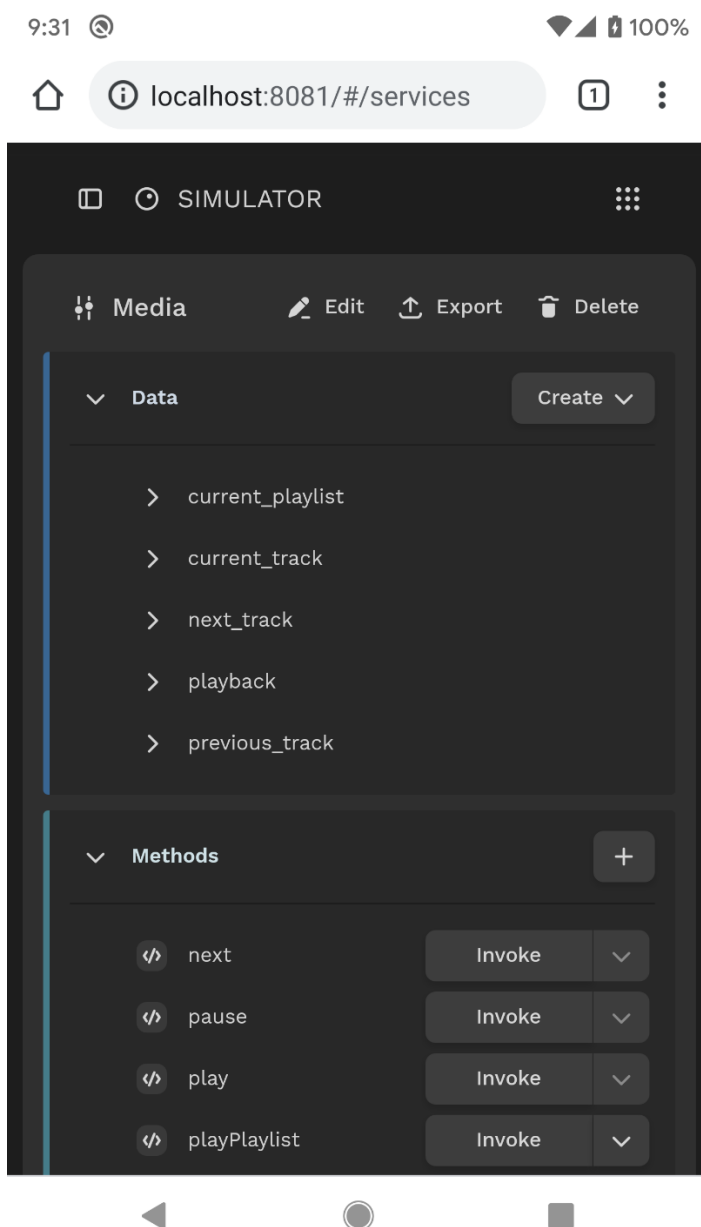 9:31 100%
localhost:8081/#/services 1
SIMULATOR
Media Edit Export Delete
Data Create
current_playlist
current_track
next_track
playback
previous_track
Methods +
next Invoke
pause Invoke
play Invoke
playPlaylist Invoke